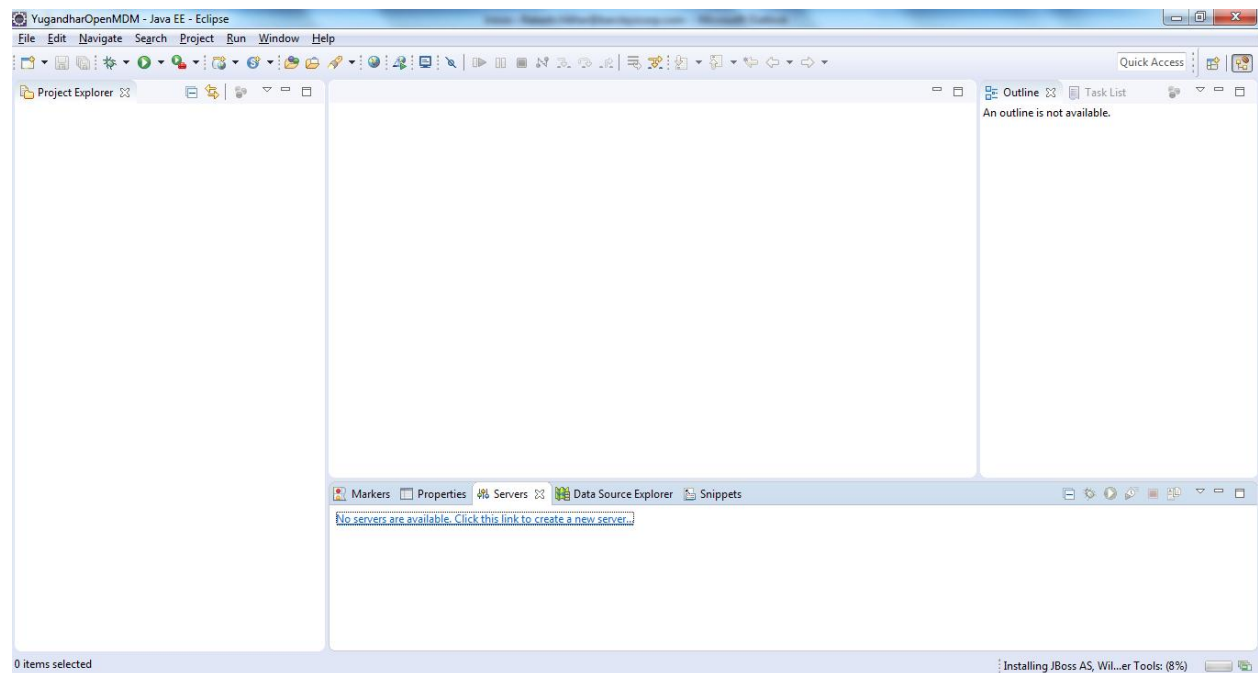 YugandharOpenMDM - Java EE - Eclipse
File Edit Navigate Search Project Run Window Help
Quick Access
Project Explorer
Outline Task List
An outline is not available.
Markers Properties Servers Data Source Explorer Snippets
No servers are available. Click this link to create a new server...
0 items selected
Installing JBoss AS, Wil...er Tools: (8%)